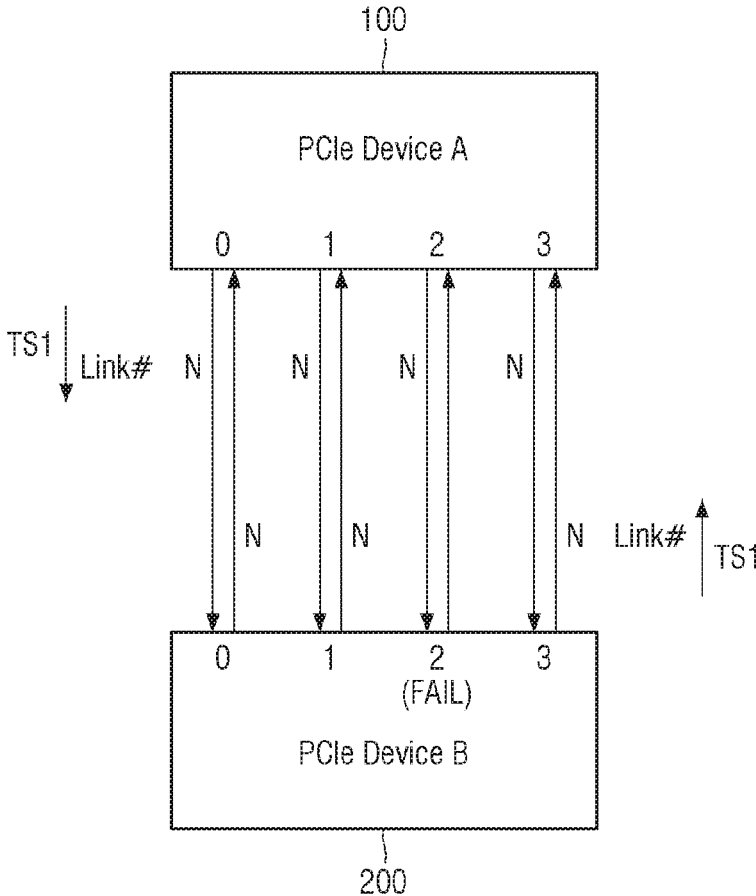 100
PCIe Device A
0 1 2 3
TS1 Link# N N N N
N N N Link# TS1
0 1 2 3
(FAIL)
PCIe Device B
200